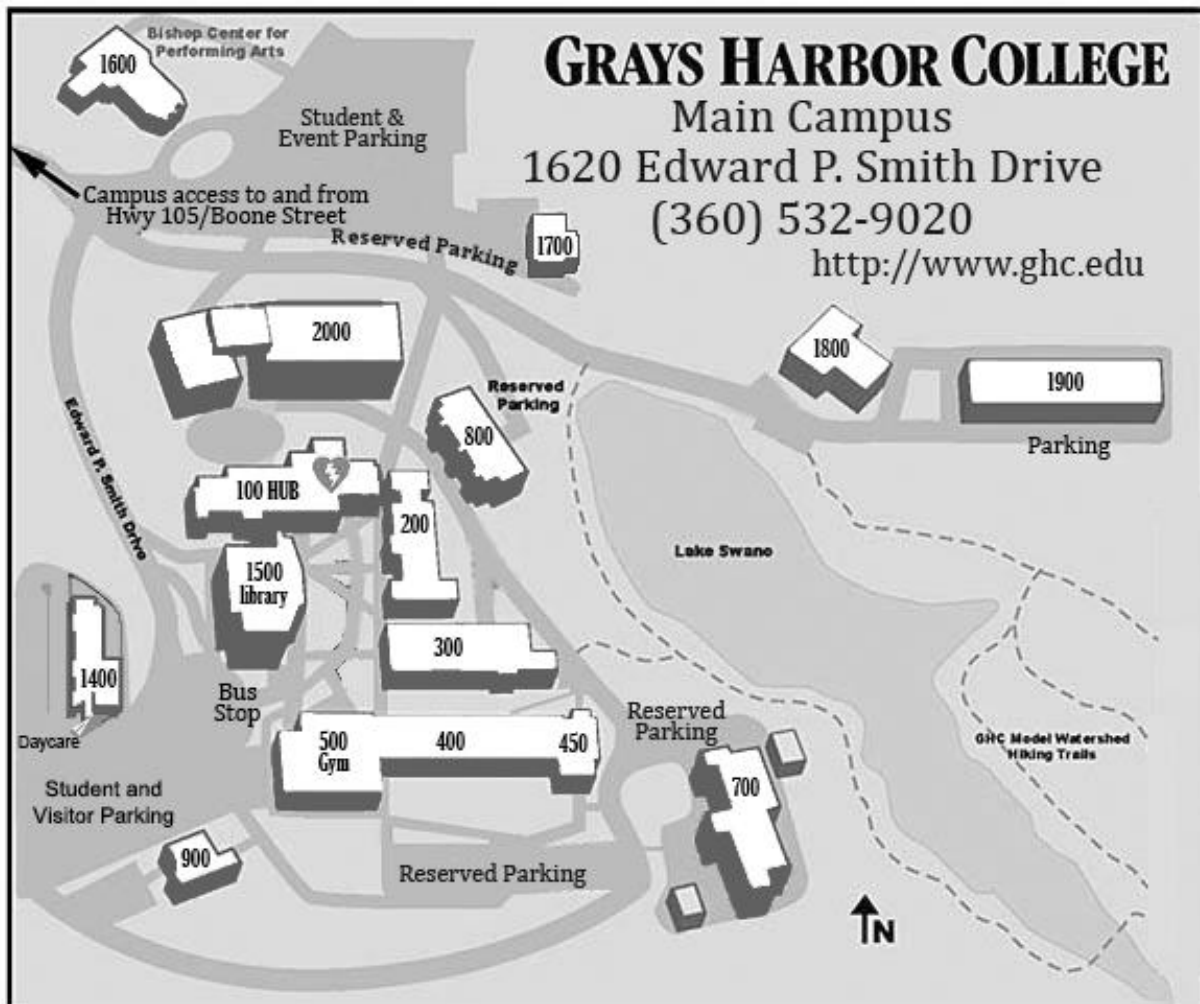 Bishop Center for
Performing Arts
1600
GRAYS HARBOR COLLEGE
Main Campus
1620 Edward P. Smith Drive
(360) 532-9020
http://www.ghc.edu
Student &
Event Parking
Campus access to and from
Hwy 105/Boone Street
Reserved Parking
1700
2000
1800
1900
Parking
Reserved
Parking
800
Edward P. Smith Drive
100 HUB
200
Lake Swano
1500
library
300
1400
Bus
Stop
Daycare
500
Gym
400
450
Reserved
Parking
GHC Model Watershed
Hiking Trails
700
Student and
Visitor Parking
900
Reserved Parking
N